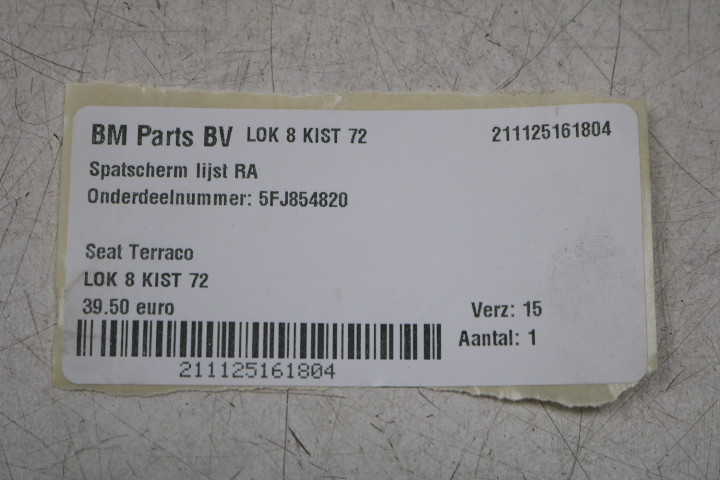 BM Parts BV LOK 8 KIST 72 211125161804
Spatscherm lijst RA
Onderdeelnummer: 5FJ854820
Seat Terraco
LOK 8 KIST 72
39.50 euro Verz: 15
Aantal: 1
211125161804